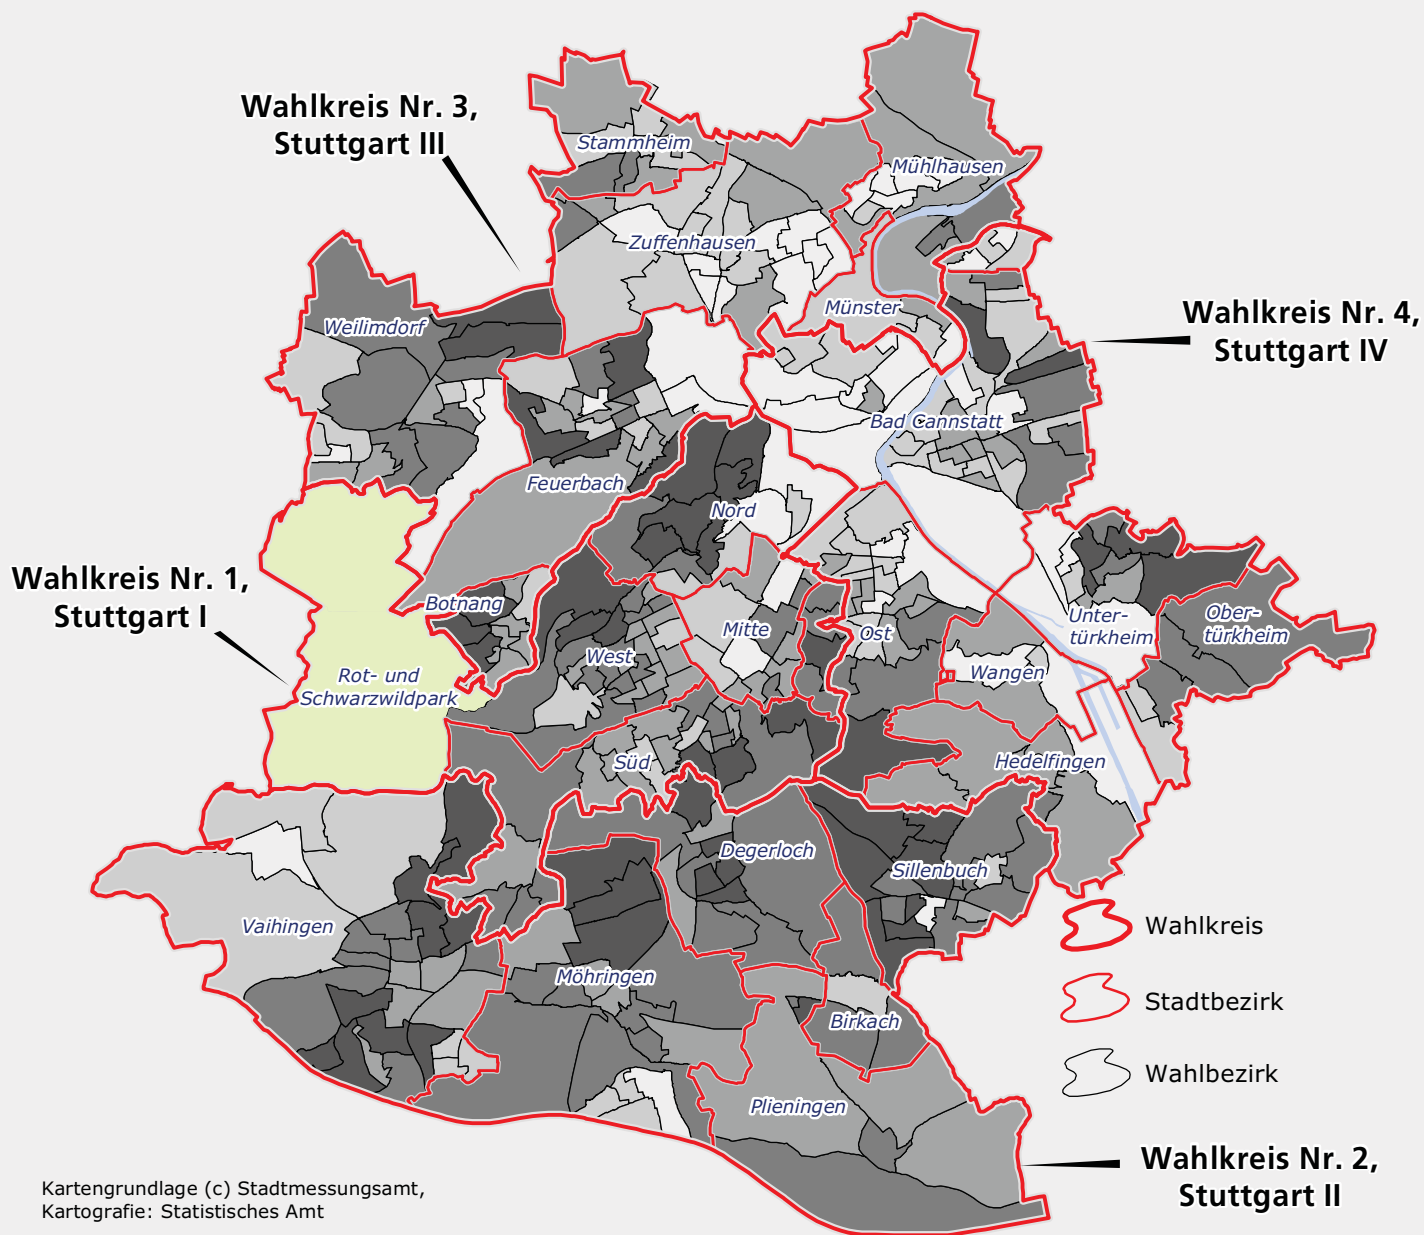 Wahlkreis Nr. 3,
Stuttgart III
Stammheim
Mühlhausen
Zuffenhausen
Münster
Weilimdorf
Wahlkreis Nr. 4,
Stuttgart IV
Bad Cannstatt
Feuerbach
Nord
Wahlkreis Nr. 1,
Stuttgart I
Botnang
Mitte
Ost
Unter-
türkheim
Ober-
türkheim
West
Wangen
Rot- und
Schwarzwildpark
Süd
Hedelfingen
Degerloch
Sillenbuch
Vaihingen
Möhringen
Birkach
Plieningen
Wahlkreis
Stadtbezirk
Wahlbezirk
Wahlkreis Nr. 2,
Stuttgart II
Kartengrundlage (c) Stadtmessungsamt,
Kartografie: Statistisches Amt